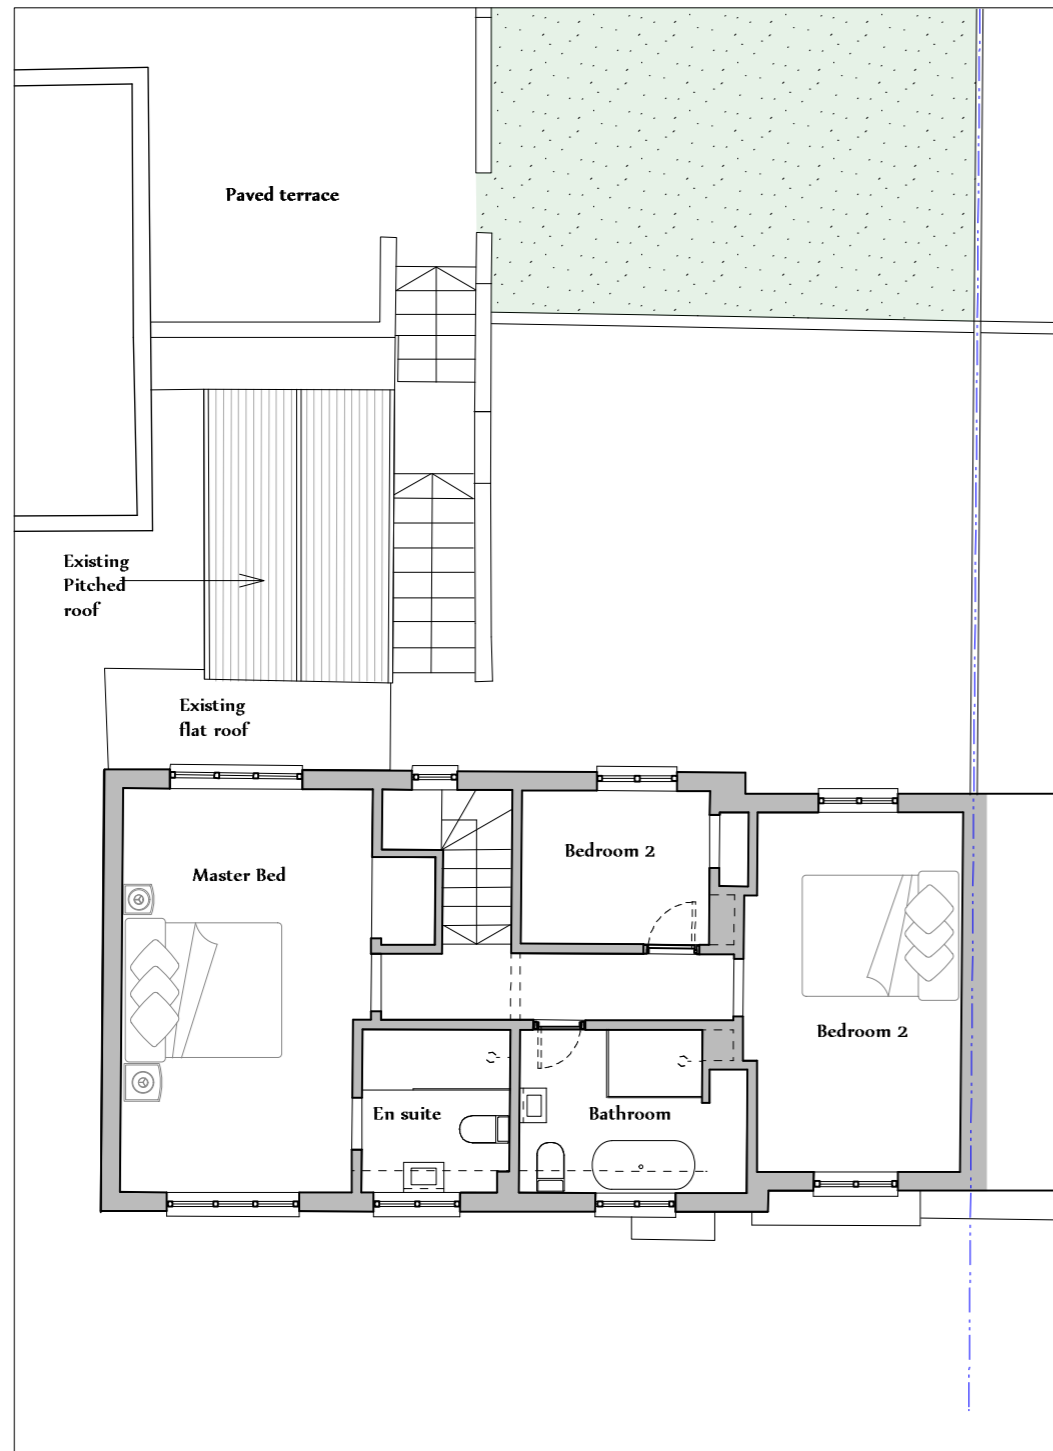 Paved terrace
Existing
Pitched
roof
Existing
flat roof
Master Bed
Bedroom 2
Bedroom 2
En suite
Bathroom